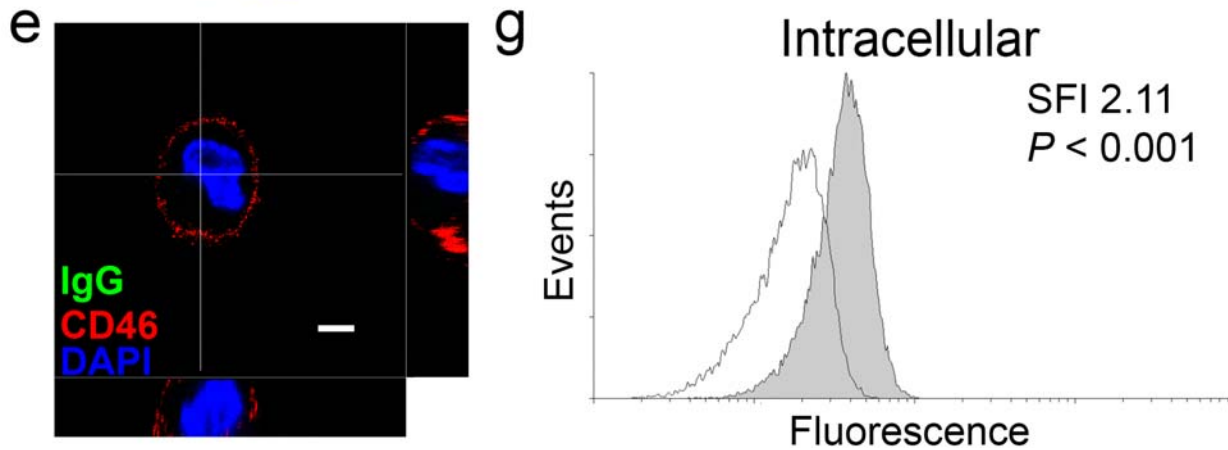 e
IgG
CD46
DAPI
g
Intracellular
SFI 2.11
P < 0.001
Events
Fluorescence